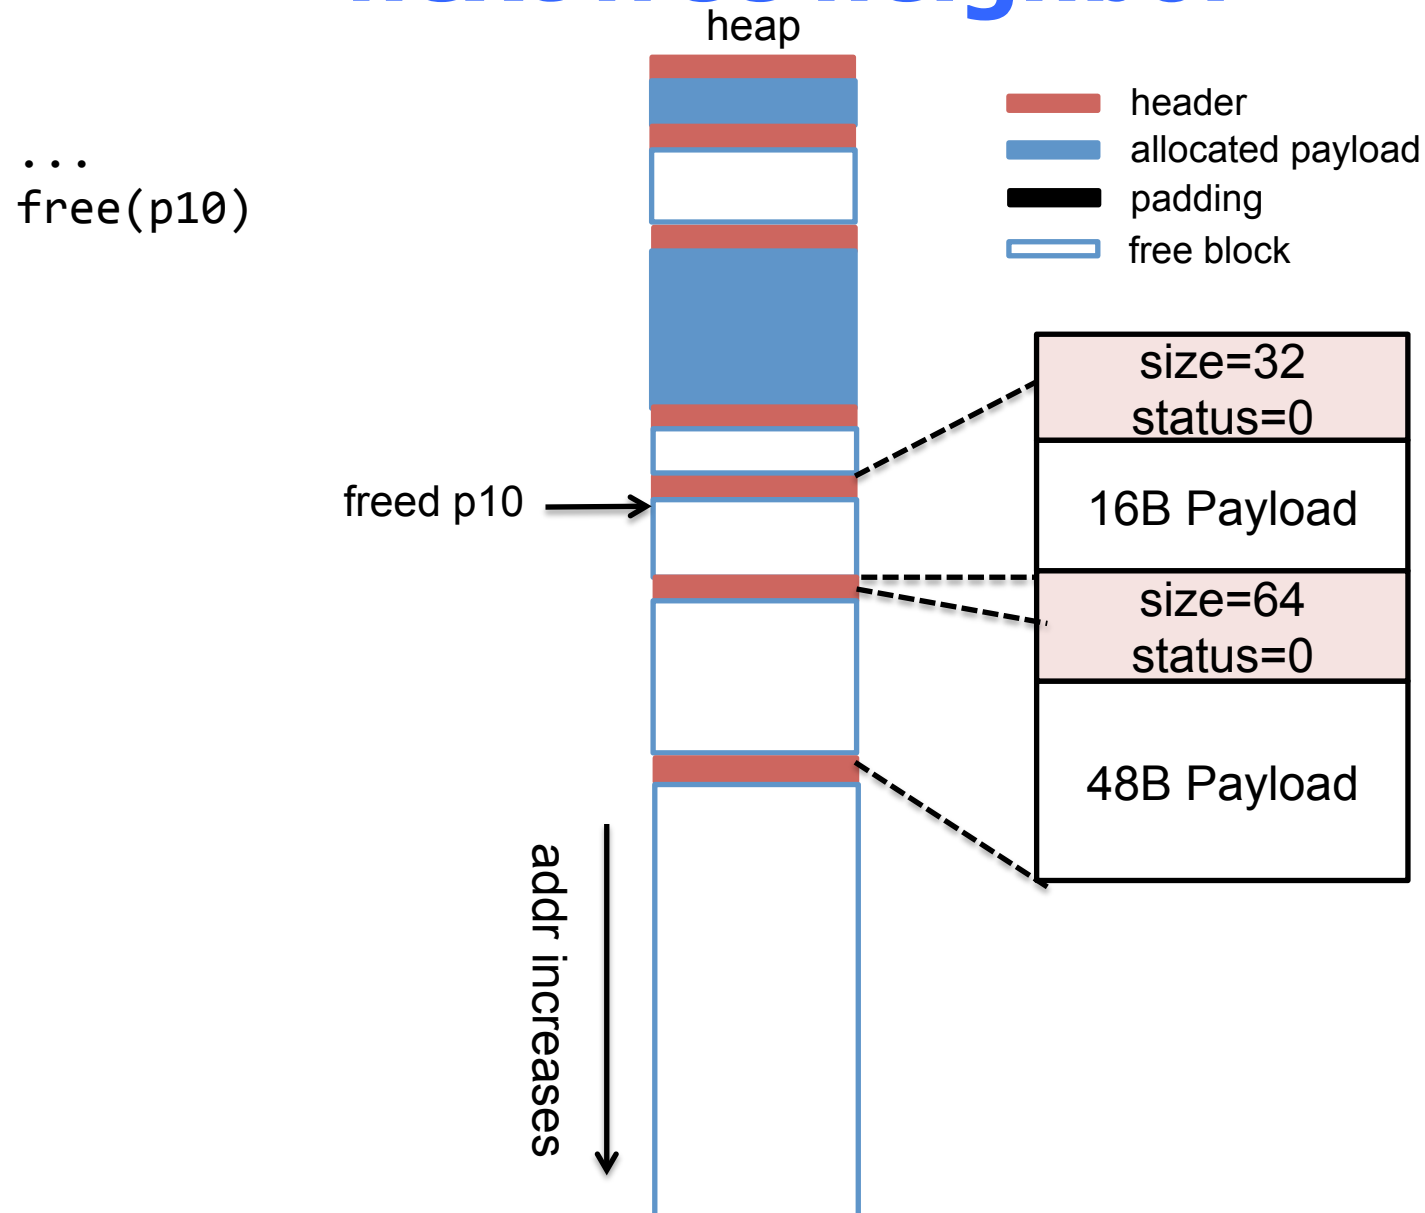 heap
header
allocated payload
padding
free block
...
free(p10)
size=32
status=0
16B Payload
freed p10
size=64
status=0
48B Payload
addr increases